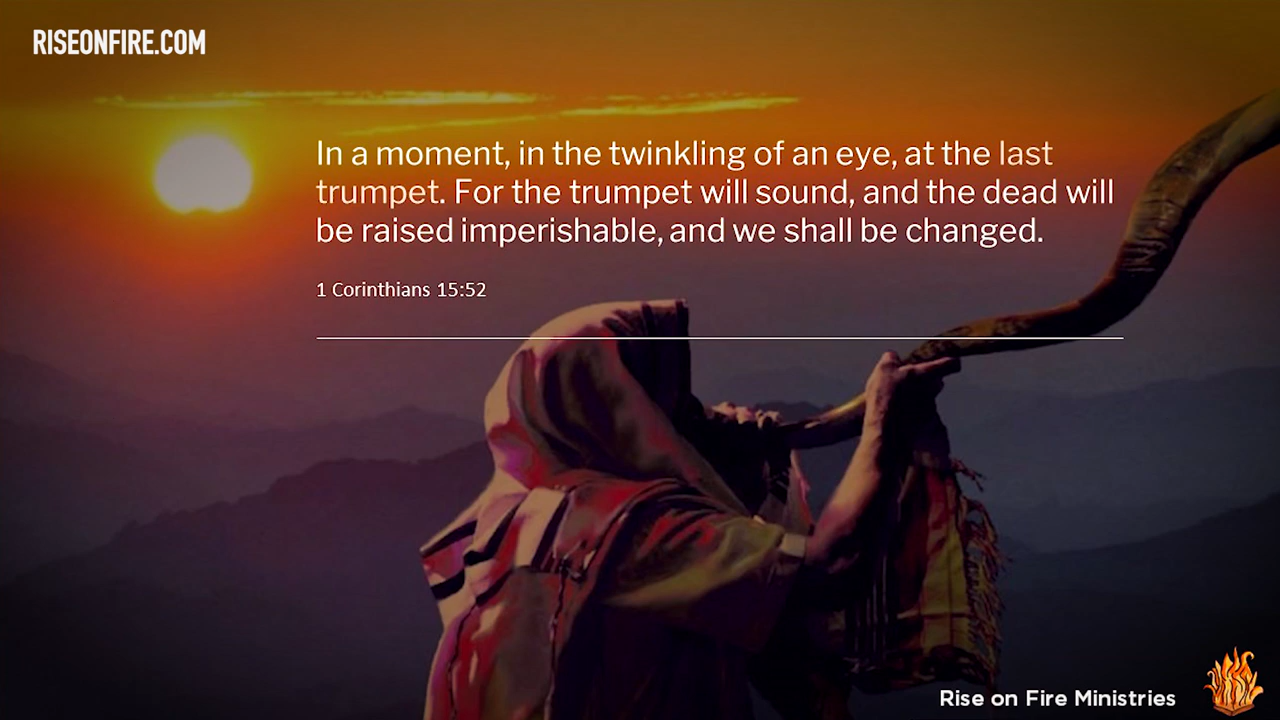 RISEONFIRE.COM
In a moment, in the twinkling of an eye, at the last
trumpet. For the trumpet will sound, and the dead will
be raised imperishable, and we shall be changed.
1 Corinthians 15:52
Rise on Fire Ministries